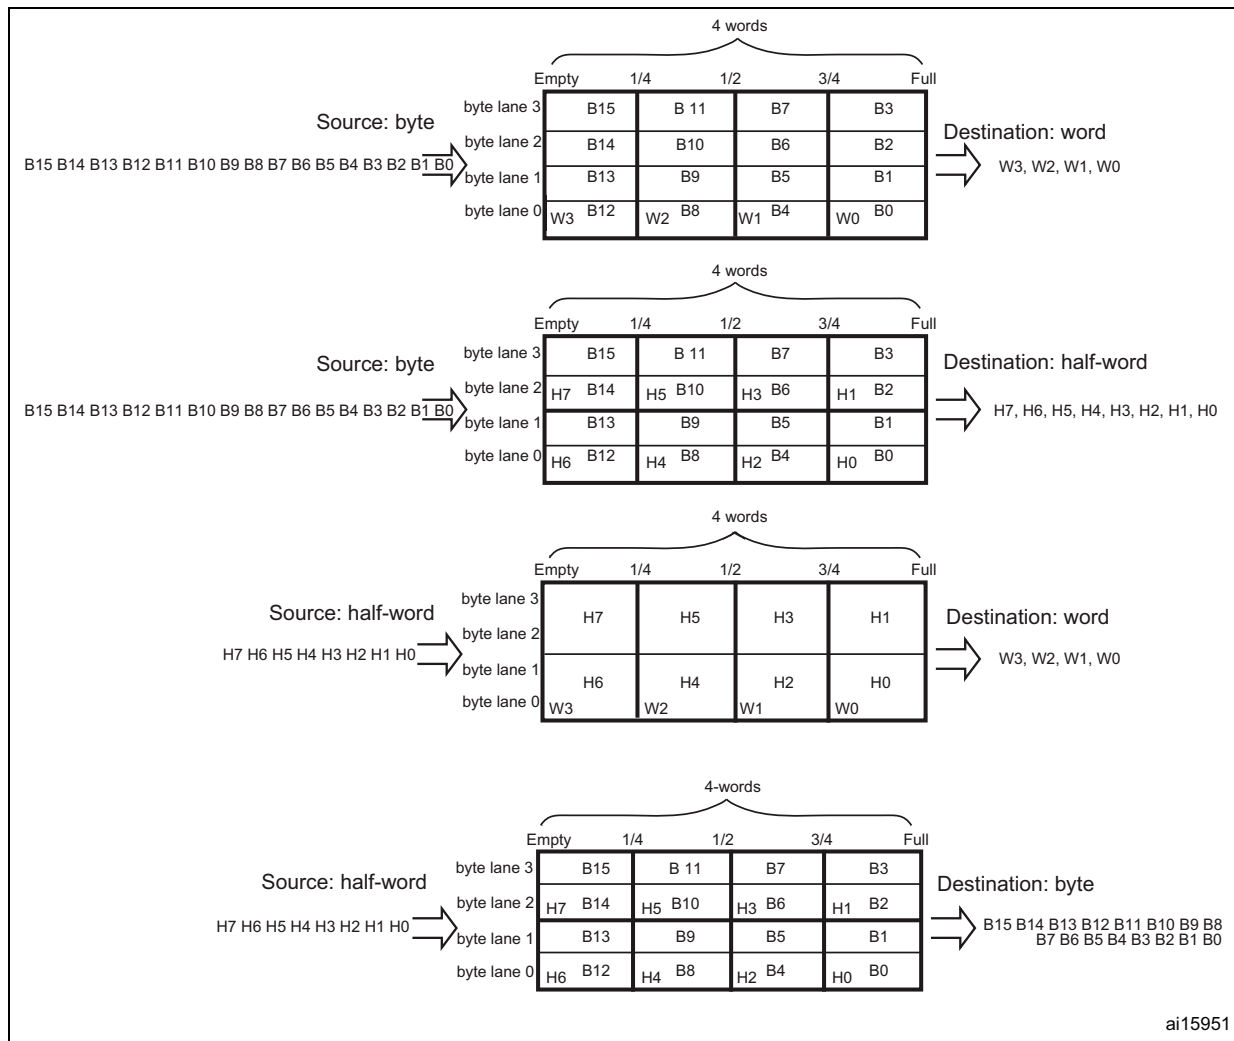 4 words
Empty 1/4 1/2 3/4 Full
byte lane 3 B15 B 11 B7 B3
Source: byte
Destination: word
byte lane 2 B14 B10 B6 B2
B15 B14 B13 B12 B11 B10 B9 B8 B7 B6 B5 B4 B3 B2 B1 B0
W3, W2, W1, W0
byte lane 1 B13 B9 B5 B1
byte lane 0 W3 B12 W2 B8 W1 B4 W0 B0
4 words
Empty 1/4 1/2 3/4 Full
byte lane 3 B15 B 11 B7 B3
Source: byte
Destination: half-word
byte lane 2 H7 B14 H5 B10 H3 B6 H1 B2
B15 B14 B13 B12 B11 B10 B9 B8 B7 B6 B5 B4 B3 B2 B1 B0
H7, H6, H5, H4, H3, H2, H1, H0
byte lane 1 B13 B9 B5 B1
byte lane 0 H6 B12 H4 B8 H2 B4 H0 B0
4 words
Empty 1/4 1/2 3/4 Full
byte lane 3
Source: half-word
H7 H5 H3 H1
Destination: word
byte lane 2
H7 H6 H5 H4 H3 H2 H1 H0
W3, W2, W1, W0
byte lane 1
H6 H4 H2 H0
byte lane 0 W3 W2 W1 W0
4-words
Empty 1/4 1/2 3/4 Full
byte lane 3 B15 B 11 B7 B3
Source: half-word
Destination: byte
byte lane 2 H7 B14 H5 B10 H3 B6 H1 B2
H7 H6 H5 H4 H3 H2 H1 H0
B15 B14 B13 B12 B11 B10 B9 B8
B7 B6 B5 B4 B3 B2 B1 B0
byte lane 1 B13 B9 B5 B1
byte lane 0 H6 B12 H4 B8 H2 B4 H0 B0
ai15951